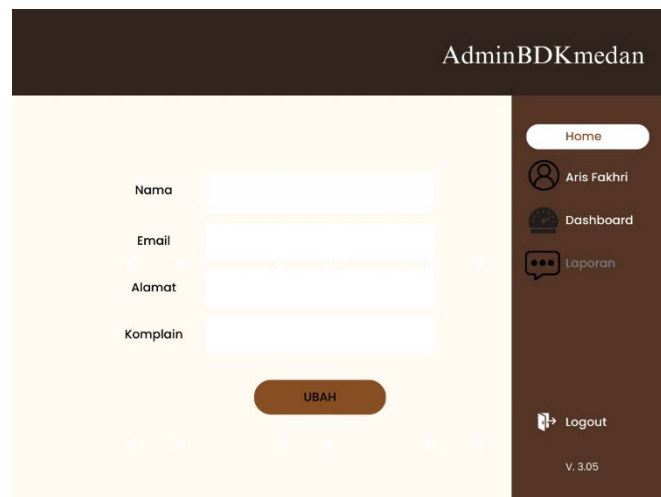 AdminBDKmedan
Home
Aris Fakhri
Dashboard
Laporan
Nama
Email
Alamat
Komplain
UBAH
Logout
V. 3.05